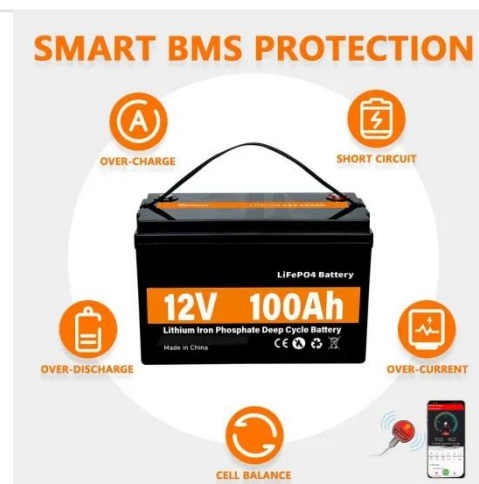 SMART BMS PROTECTION
OVER-CHARGE
SHORT CIRCUIT
LiFePO4 Battery
12V 100Ah
Lithium Iron Phosphate Deep Cycle Battery
Made in China
CE
OVER-DISCHARGE
OVER-CURRENT
CELL BALANCE